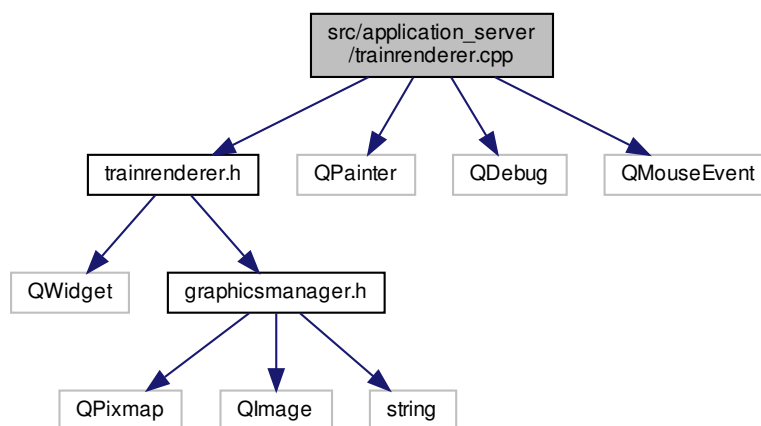 src/application_server
/trainrenderer.cpp
trainrenderer.h
QPainter
QDebug
QMouseEvent
QWidget
graphicsmanager.h
QPixmap
QImage
string